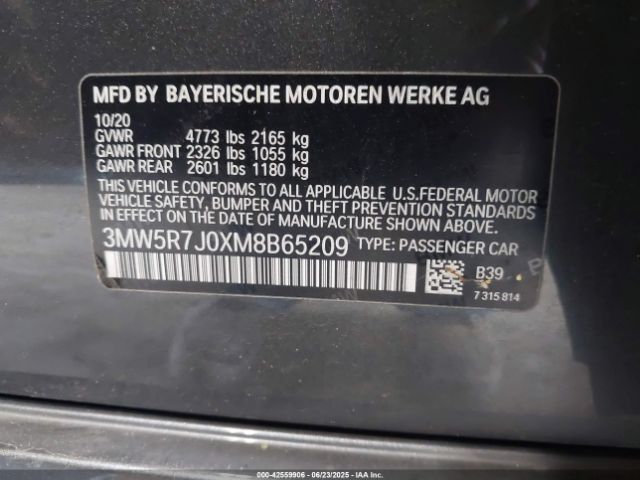 MFD BY BAYERISCHE MOTOREN WERKE AG
10/20
GVWR 4773 lbs 2165 kg
GAWR FRONT 2326 lbs 1055 kg
GAWR REAR 2601 lbs 1180 kg
THIS VEHICLE CONFORMS TO ALL APPLICABLE U.S.FEDERAL MOTOR
VEHICLE SAFETY, BUMPER AND THEFT PREVENTION STANDARDS
IN EFFECT ON THE DATE OF MANUFACTURE SHOWN ABOVE.
3MW5R7J0XM8B65209 TYPE: PASSENGER CAR
B39
7 315 814
000-42559906 - 06/23/2025 - COPYRIGHT IAA, LLC.